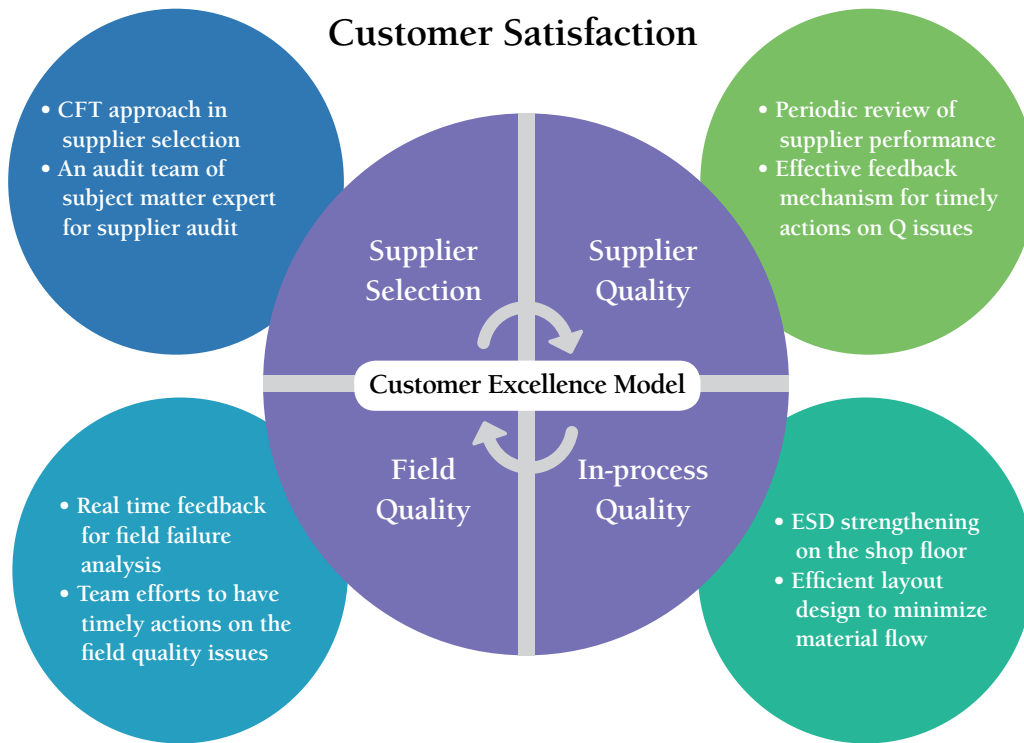 Customer Satisfaction
• CFT approach in
supplier selection
• An audit team of
subject matter expert
for supplier audit
• Periodic review of
supplier performance
• Effective feedback
mechanism for timely
actions on Q issues
Supplier
Selection
Supplier
Quality
Customer Excellence Model
Field
Quality
In-process
Quality
• Real time feedback
for field failure
analysis
• Team efforts to have
timely actions on the
field quality issues
• ESD strengthening
on the shop floor
• Efficient layout
design to minimize
material flow